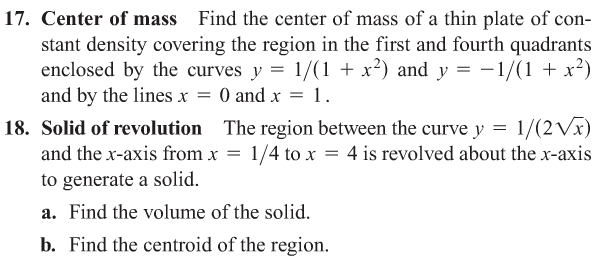 17. Center of mass Find the center of mass of a thin plate of con-
stant density covering the region in the first and fourth quadrants
enclosed by the curves y = 1/(1 + x²) and y = −1/(1 + x²)
and by the lines x = 0 and x = 1.
18. Solid of revolution The region between the curve y = 1/(2√x)
and the x-axis from x = 1/4 to x = 4 is revolved about the x-axis
to generate a solid.
a. Find the volume of the solid.
b. Find the centroid of the region.